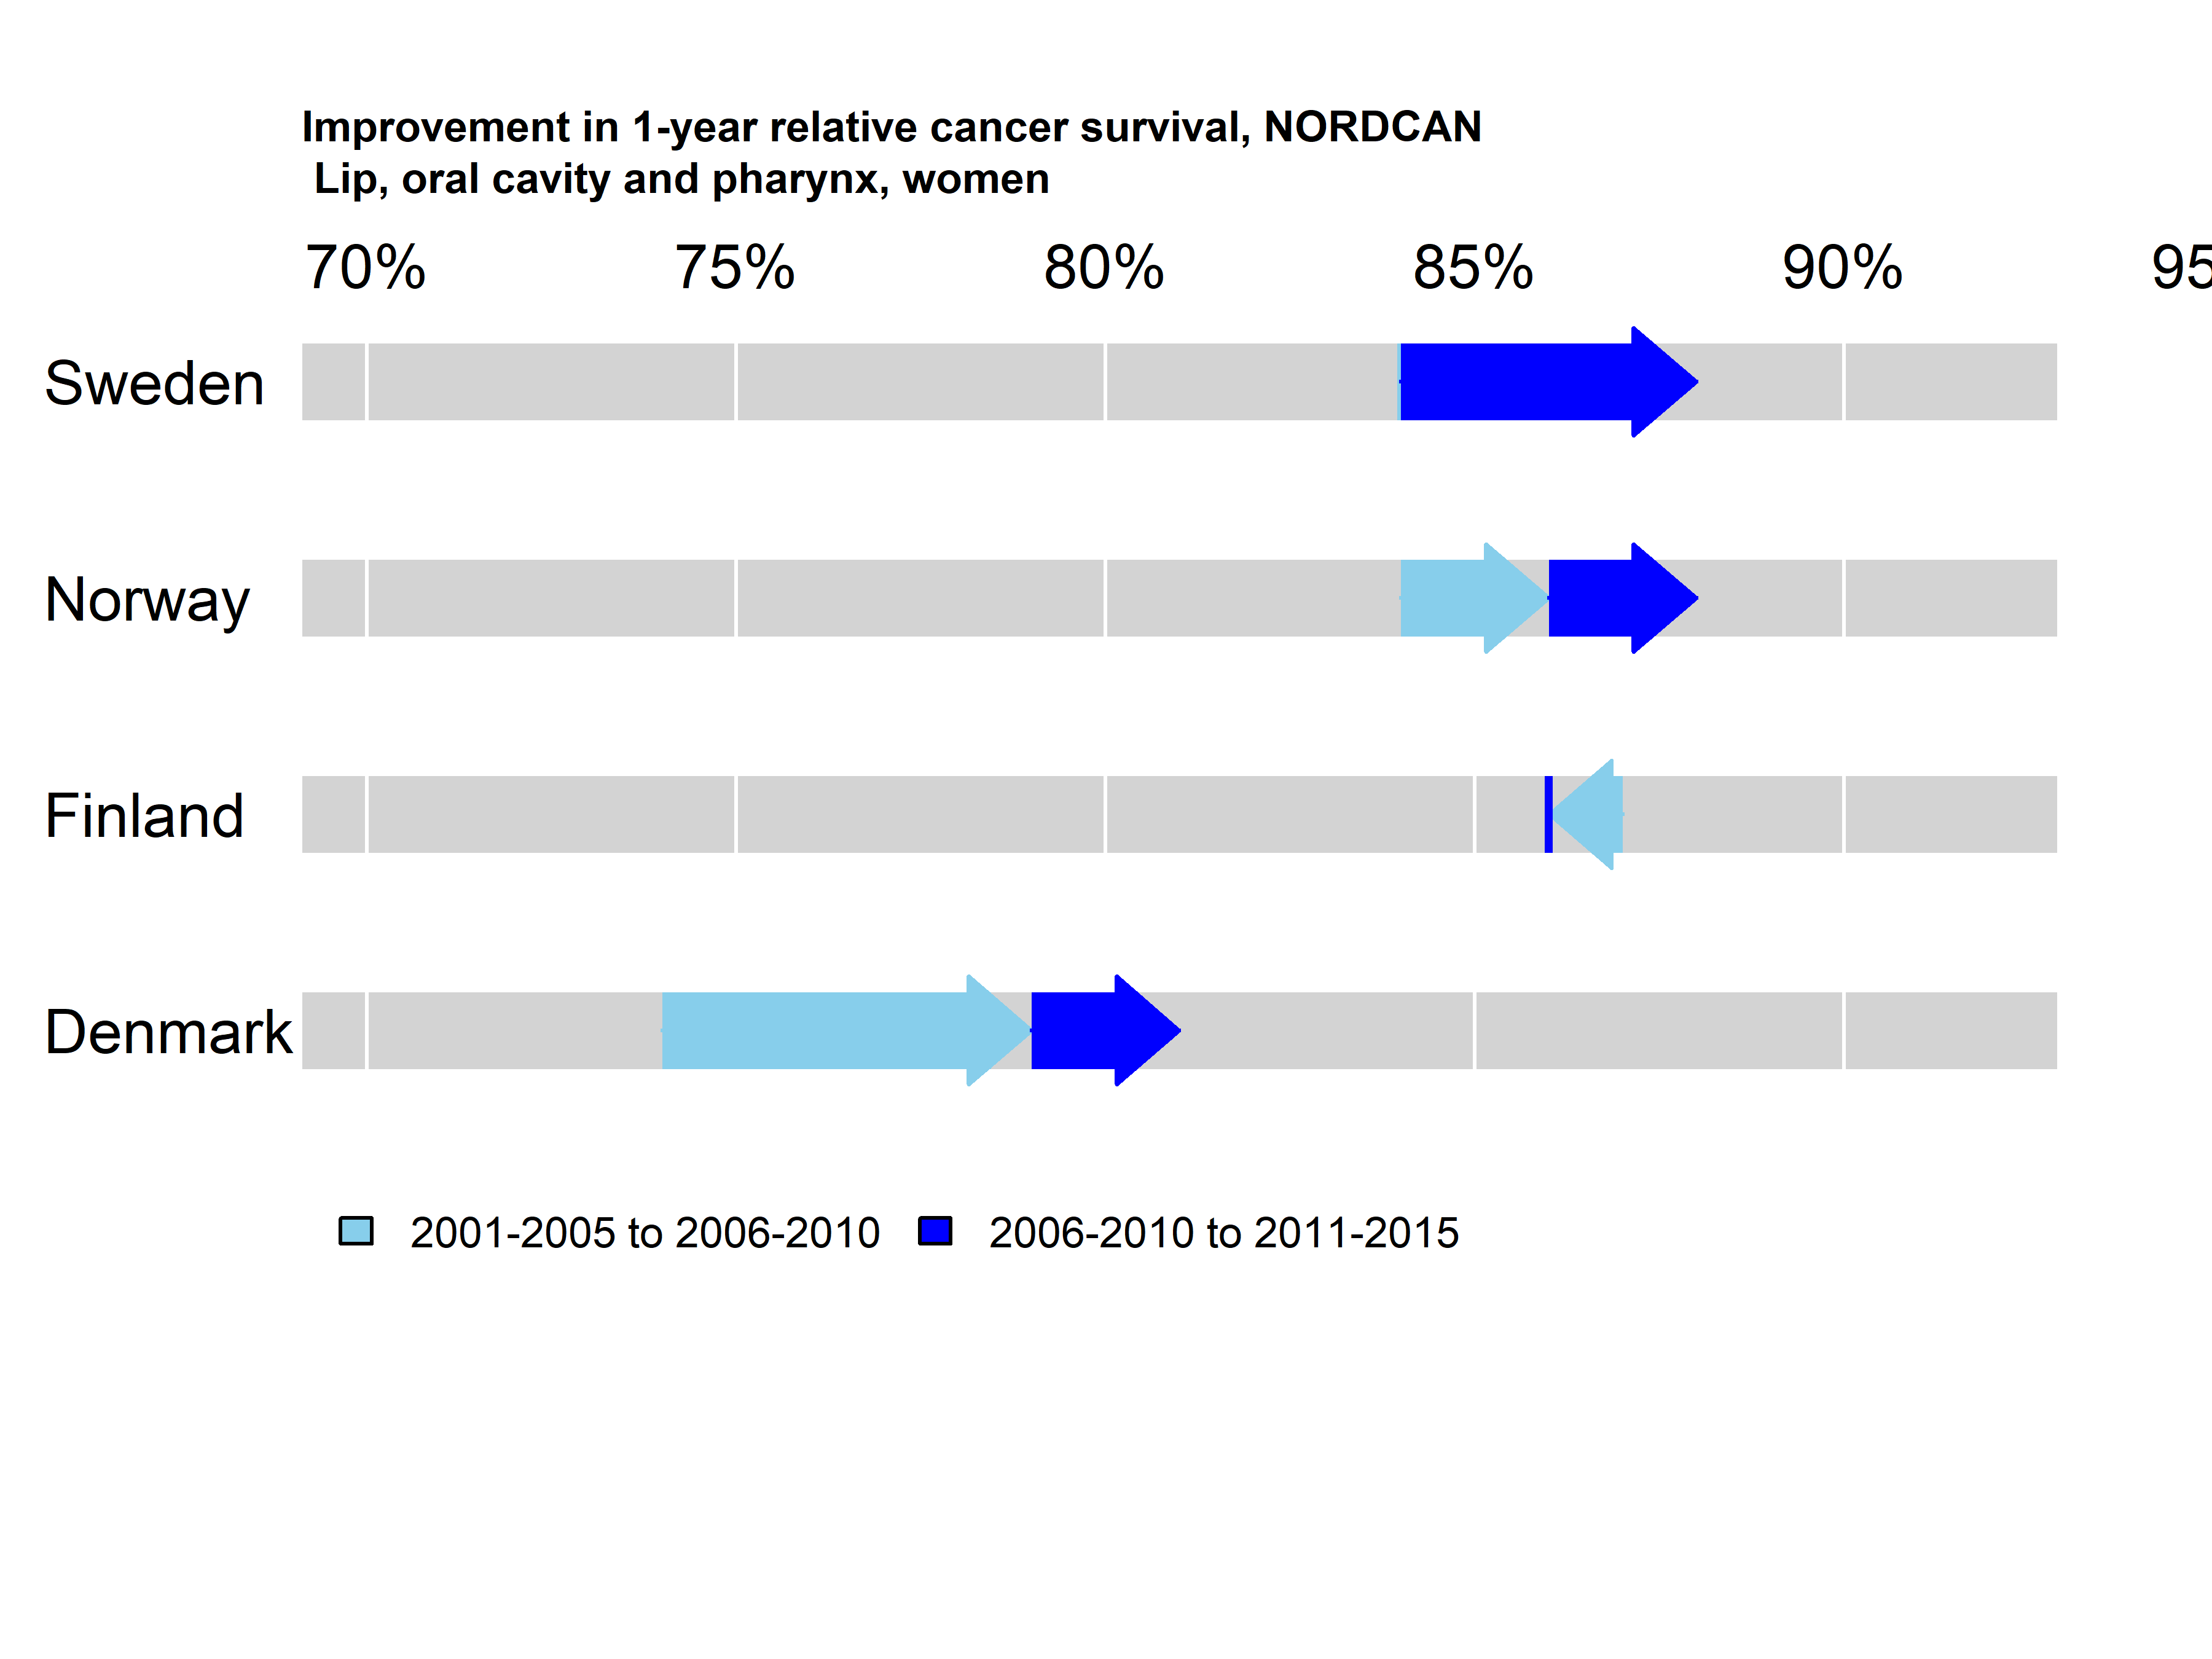 Improvement in 1-year relative cancer survival, NORDCAN
Lip, oral cavity and pharynx, women
70% 75% 80% 85% 90% 95
Sweden
Norway
Finland
Denmark
2001-2005 to 2006-2010 2006-2010 to 2011-2015